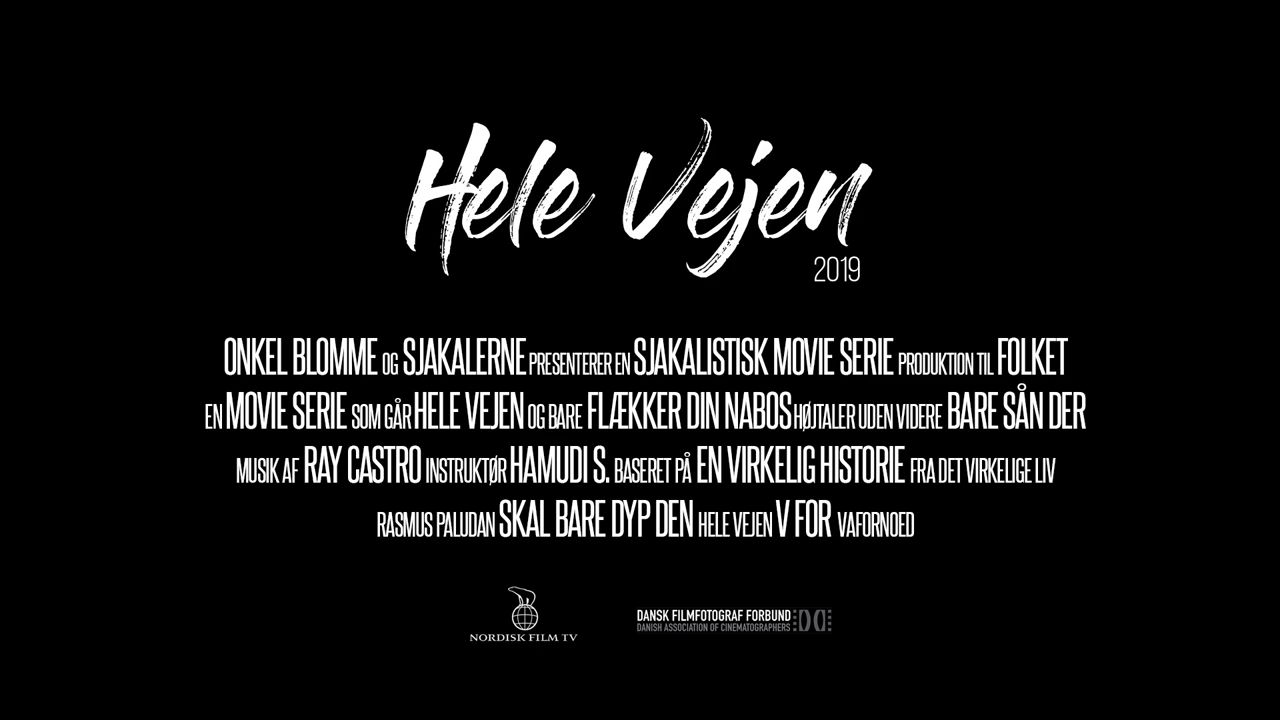 Hele Vejen
2019
ONKEL BLOMME OG SJAKALERNE PRESENTERER EN SJAKALISTISK MOVIE SERIE PRODUKTION TIL FOLKET
EN MOVIE SERIE SOM GÅR HELE VEJEN OG BARE FLÆKKER DIN NABOS HØJTALER UDEN VIDERE BARE SÅN DER
MUSIK AF RAY CASTRO INSTRUKTØR HAMUDI S. BASERET PÅ EN VIRKELIG HISTORIE FRA DET VIRKELIGE LIV
RASMUS PALUDAN SKAL BARE DYP DEN HELE VEJEN V FOR VAFORNOED
NORDISK FILM TV
DANSK FILMFOTOGRAF FORBUND
DANISH ASSOCIATION OF CINEMATOGRAPHERS